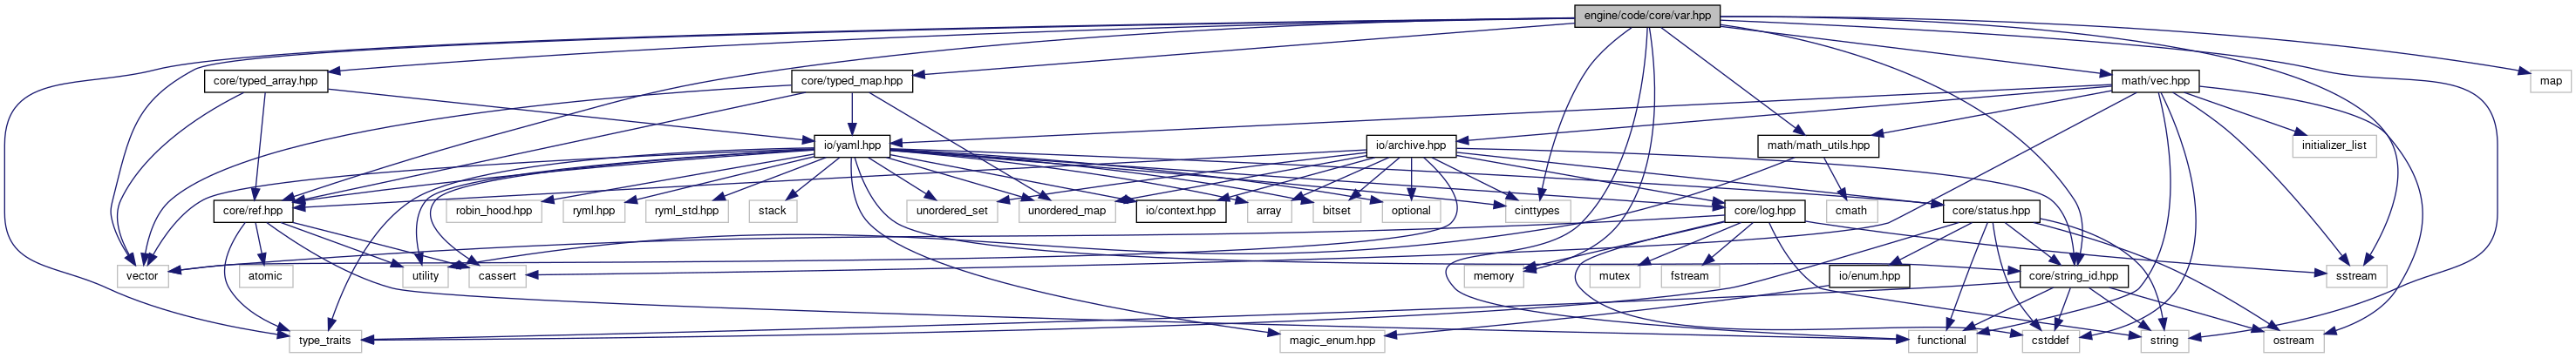 engine/code/core/var.hpp
core/typed_array.hpp
core/typed_map.hpp
math/vec.hpp
map
io/yaml.hpp
io/archive.hpp
math/math_utils.hpp
initializer_list
core/ref.hpp
robin_hood.hpp
ryml.hpp
ryml_std.hpp
stack
unordered_set
unordered_map
io/context.hpp
array
bitset
optional
cinttypes
core/log.hpp
cmath
core/status.hpp
vector
atomic
utility
cassert
memory
mutex
fstream
io/enum.hpp
core/string_id.hpp
sstream
type_traits
magic_enum.hpp
functional
cstddef
string
ostream